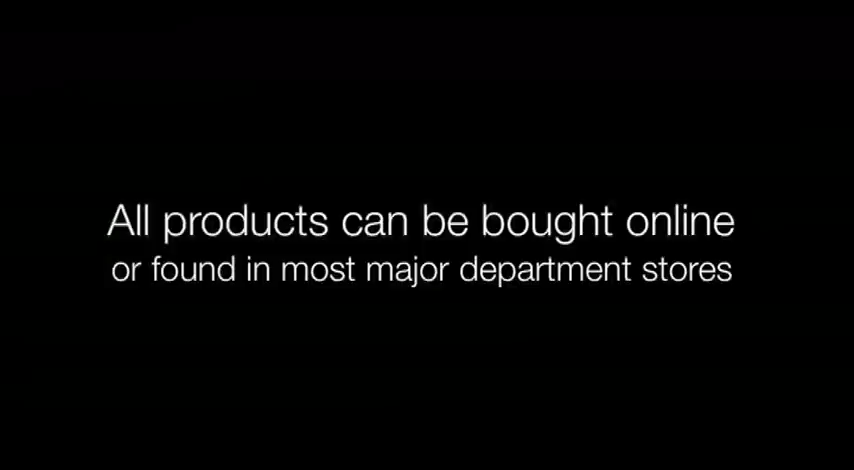 All products can be bought online
or found in most major department stores